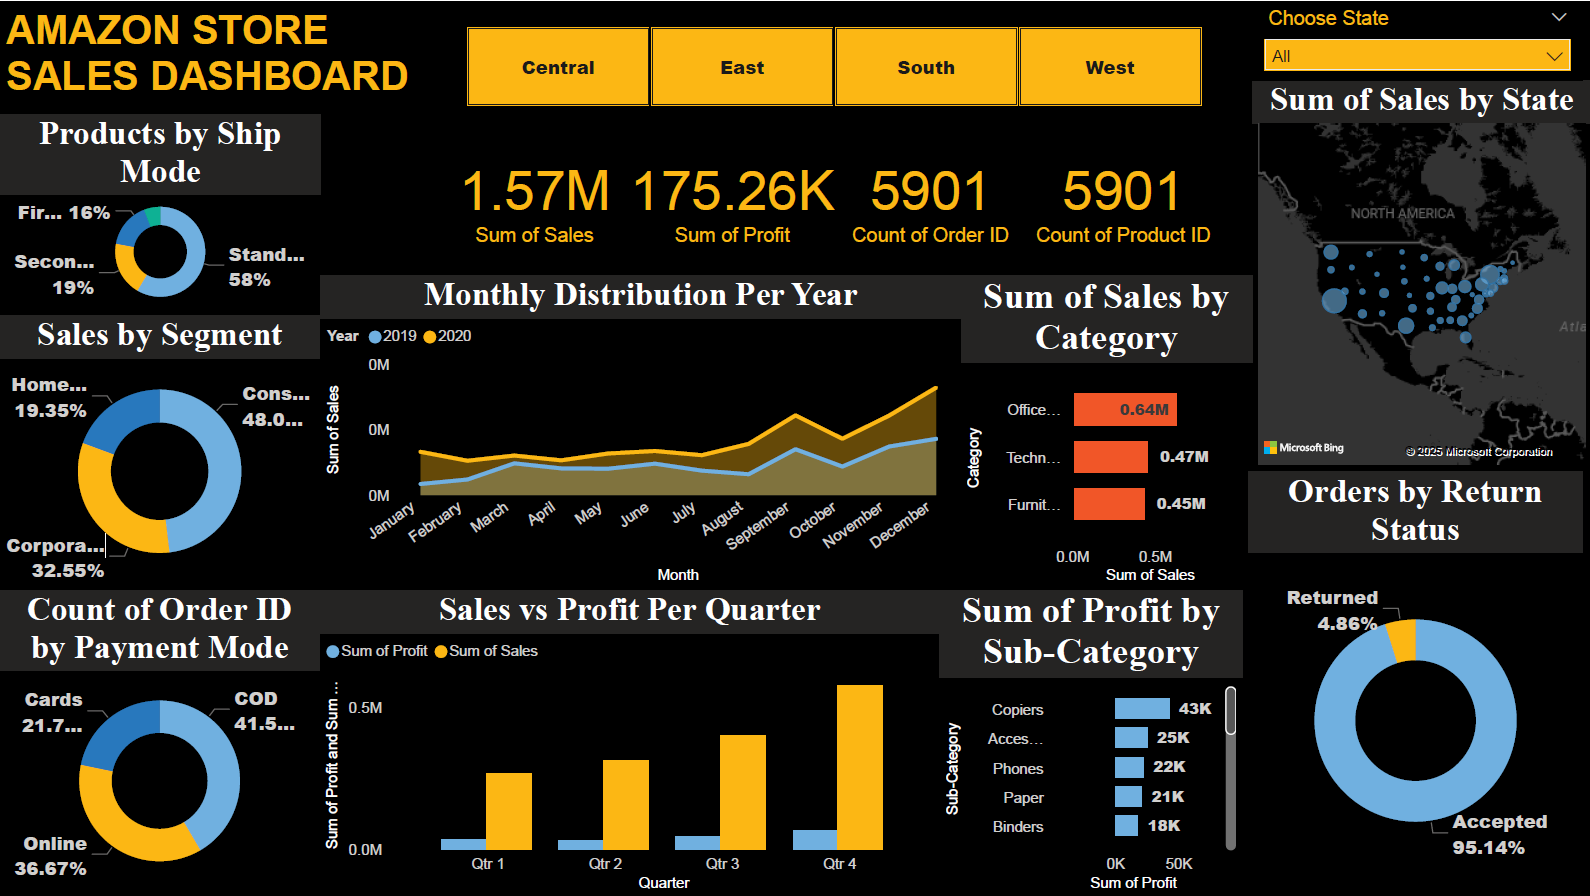 AMAZON STORE
SALES DASHBOARD
Central
East
South
West
Choose State
All
1.57M
Sum of Sales
175.26K
Sum of Profit
5901
Count of Order ID
5901
Count of Product ID
Products by Ship
Mode
Fir... 16%
Secon...
19%
Stand...
58%
Sales by Segment
Home...
19.35%
Cons...
48.0...
Corpora...
32.55%
Count of Order ID
by Payment Mode
Cards
21.7...
COD
41.5...
Online
36.67%
Monthly Distribution Per Year
Year 2019 2020
Sum of Sales
0M
0M
0M
January
February
March
April
May
June
July
August
September
October
November
December
Month
Sales vs Profit Per Quarter
Sum of Profit Sum of Sales
Sum of Profit and Sum ...
0.5M
0.0M
Qtr 1
Qtr 2
Qtr 3
Qtr 4
Quarter
Sum of Sales by
Category
Category
Office...
0.64M
Techn...
0.47M
Furnit...
0.45M
0.0M
0.5M
Sum of Sales
Sum of Profit by
Sub-Category
Sub-Category
Copiers
43K
Acces...
25K
Phones
22K
Paper
21K
Binders
18K
0K
50K
Sum of Profit
Sum of Sales by State
NORTH AMERICA
Atla
Microsoft Bing
© 2025 Microsoft Corporation
Orders by Return
Status
Returned
4.86%
Accepted
95.14%